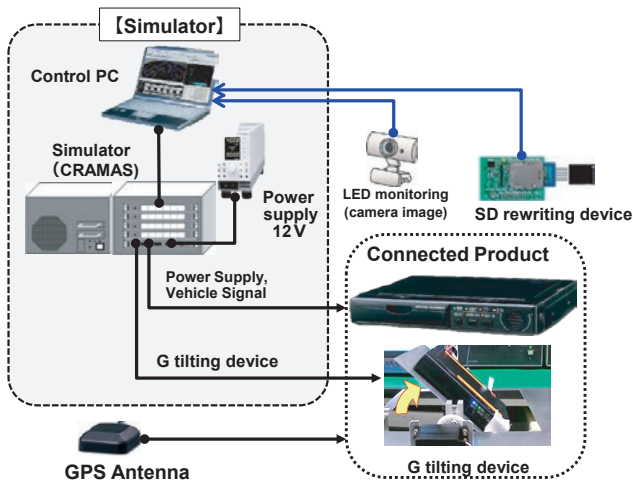 【Simulator】
Control PC
Simulator
（CRAMAS）
Power
supply
12V
LED monitoring
(camera image)
SD rewriting device
Connected Product
Power Supply,
Vehicle Signal
G tilting device
GPS Antenna
G tilting device